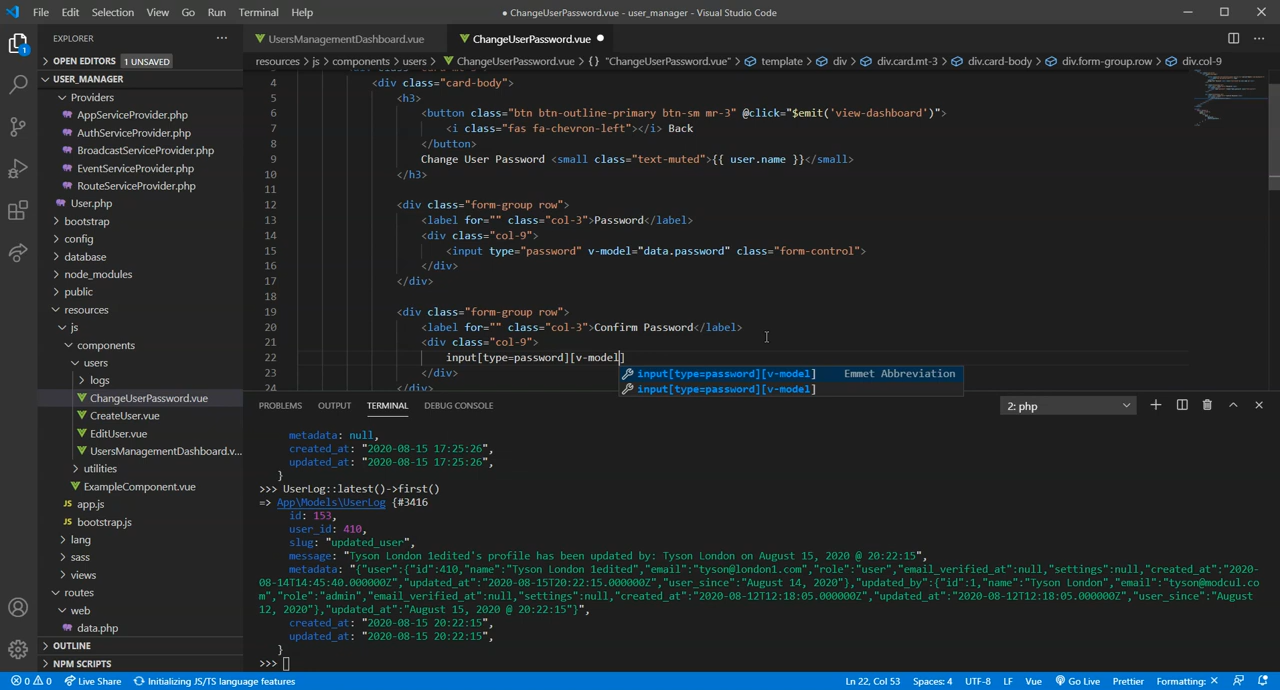 File Edit Selection View Go Run Terminal Help
● ChangeUserPassword.vue - user_manager - Visual Studio Code
EXPLORER ...
OPEN EDITORS 1 UNSAVED
USER_MANAGER
Providers
AppServiceProvider.php
AuthServiceProvider.php
BroadcastServiceProvider.php
EventServiceProvider.php
RouteServiceProvider.php
User.php
bootstrap
config
database
node_modules
public
resources
js
components
users
logs
ChangeUserPassword.vue
CreateUser.vue
EditUser.vue
UsersManagementDashboard.v...
utilities
ExampleComponent.vue
JS app.js
JS bootstrap.js
lang
sass
views
routes
web
data.php
OUTLINE
NPM SCRIPTS
1
UsersManagementDashboard.vue
ChangeUserPassword.vue ●
resources > js > components > users > ChangeUserPassword.vue > {} "ChangeUserPassword.vue" > template > div > div.card.mt-3 > div.card-body > div.form-group.row > div.col-9
4 <div class="card-body">
5 <h3>
6 <button class="btn btn-outline-primary btn-sm mr-3" @click="$emit('view-dashboard')">
7 <i class="fas fa-chevron-left"></i> Back
8 </button>
9 Change User Password <small class="text-muted">{{ user.name }}</small>
10 </h3>
11
12 <div class="form-group row">
13 <label for="" class="col-3">Password</label>
14 <div class="col-9">
15 <input type="password" v-model="data.password" class="form-control">
16 </div>
17 </div>
18
19 <div class="form-group row">
20 <label for="" class="col-3">Confirm Password</label>
21 <div class="col-9">
22 input[type=password][v-model]
23 </div>
24 </div>
input[type=password][v-model] Emmet Abbreviation
input[type=password][v-model]
PROBLEMS OUTPUT TERMINAL DEBUG CONSOLE
2: php
metadata: null,
created_at: "2020-08-15 17:25:26",
updated_at: "2020-08-15 17:25:26",
}
>>> UserLog::latest()->first()
=> App\Models\UserLog {#3416
id: 153,
user_id: 410,
slug: "updated_user",
message: "Tyson London 1edited's profile has been updated by: Tyson London on August 15, 2020 @ 20:22:15",
metadata: "{"user":{"id":410,"name":"Tyson London 1edited","email":"tyson@london1.com","role":"user","email_verified_at":null,"settings":null,"created_at":"2020-
08-14T14:45:40.000000Z","updated_at":"2020-08-15T20:22:15.000000Z","user_since":"August 14, 2020"},"updated_by":{"id":1,"name":"Tyson London","email":"tyson@modcul.co
m","role":"admin","email_verified_at":null,"settings":null,"created_at":"2020-08-12T12:18:05.000000Z","updated_at":"2020-08-12T12:18:05.000000Z","user_since":"August
12, 2020"},"updated_at":"August 15, 2020 @ 20:22:15"}",
created_at: "2020-08-15 20:22:15",
updated_at: "2020-08-15 20:22:15",
}
>>>
0 0 Live Share Initializing JS/TS language features
Ln 22, Col 53 Spaces: 4 UTF-8 LF Vue Go Live Prettier Formatting: ×